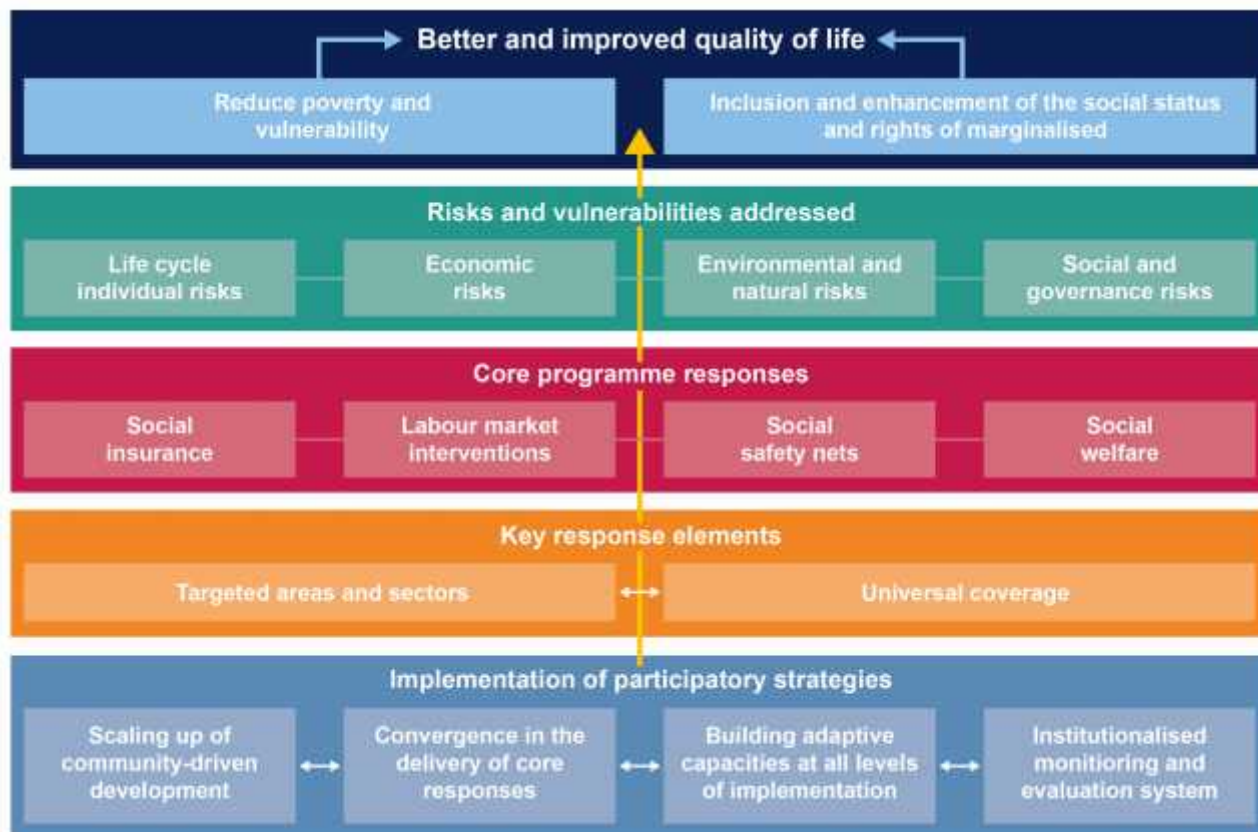 Better and improved quality of life
Reduce poverty and
vulnerability
Inclusion and enhancement of the social status
and rights of marginalised
Risks and vulnerabilities addressed
Life cycle
individual risks
Economic
risks
Environmental and
natural risks
Social and
governance risks
Core programme responses
Social
insurance
Labour market
interventions
Social
safety nets
Social
welfare
Key response elements
Targeted areas and sectors
Universal coverage
Implementation of participatory strategies
Scaling up of
community-driven
development
Convergence in the
delivery of core
responses
Building adaptive
capacities at all levels
of implementation
Institutionalised
monitoring and
evaluation system